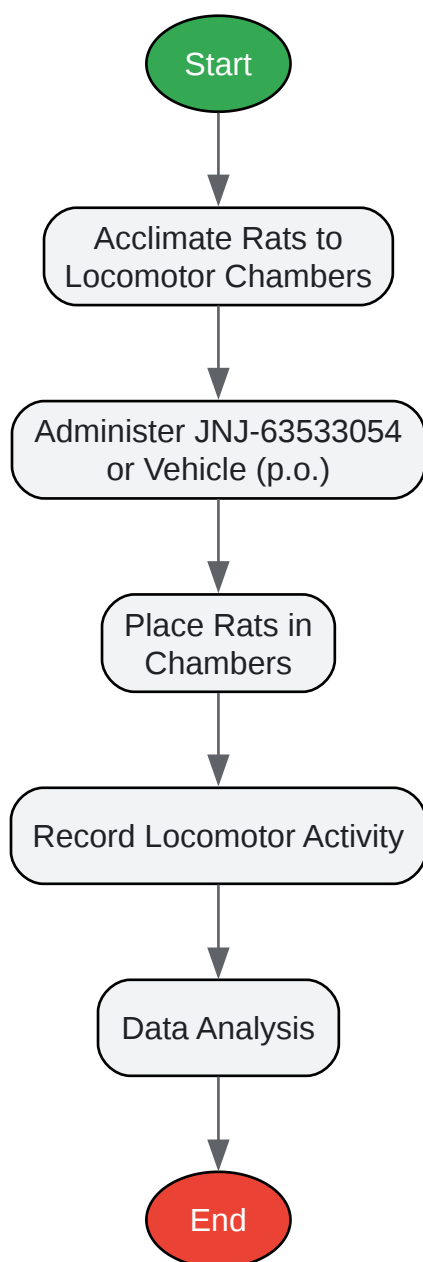 Start
Acclimate Rats to
Locomotor Chambers
Administer JNJ-63533054
or Vehicle (p.o.)
Place Rats in
Chambers
Record Locomotor Activity
Data Analysis
End